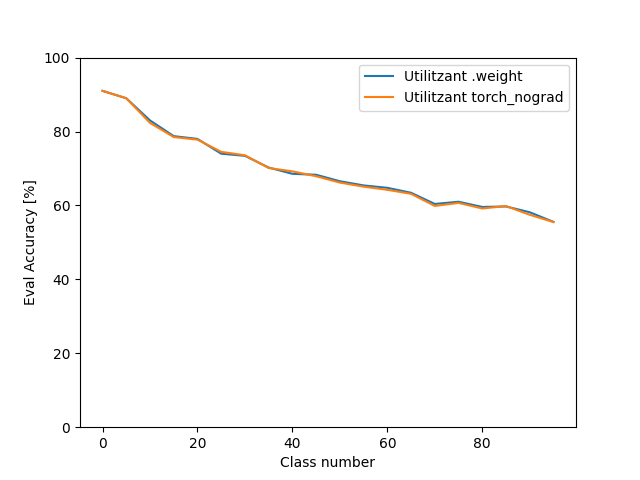 100
80
60
40
20
0
Eval Accuracy [%]
Utilitzant .weight
Utilitzant torch_nograd
0 20 40 60 80
Class number